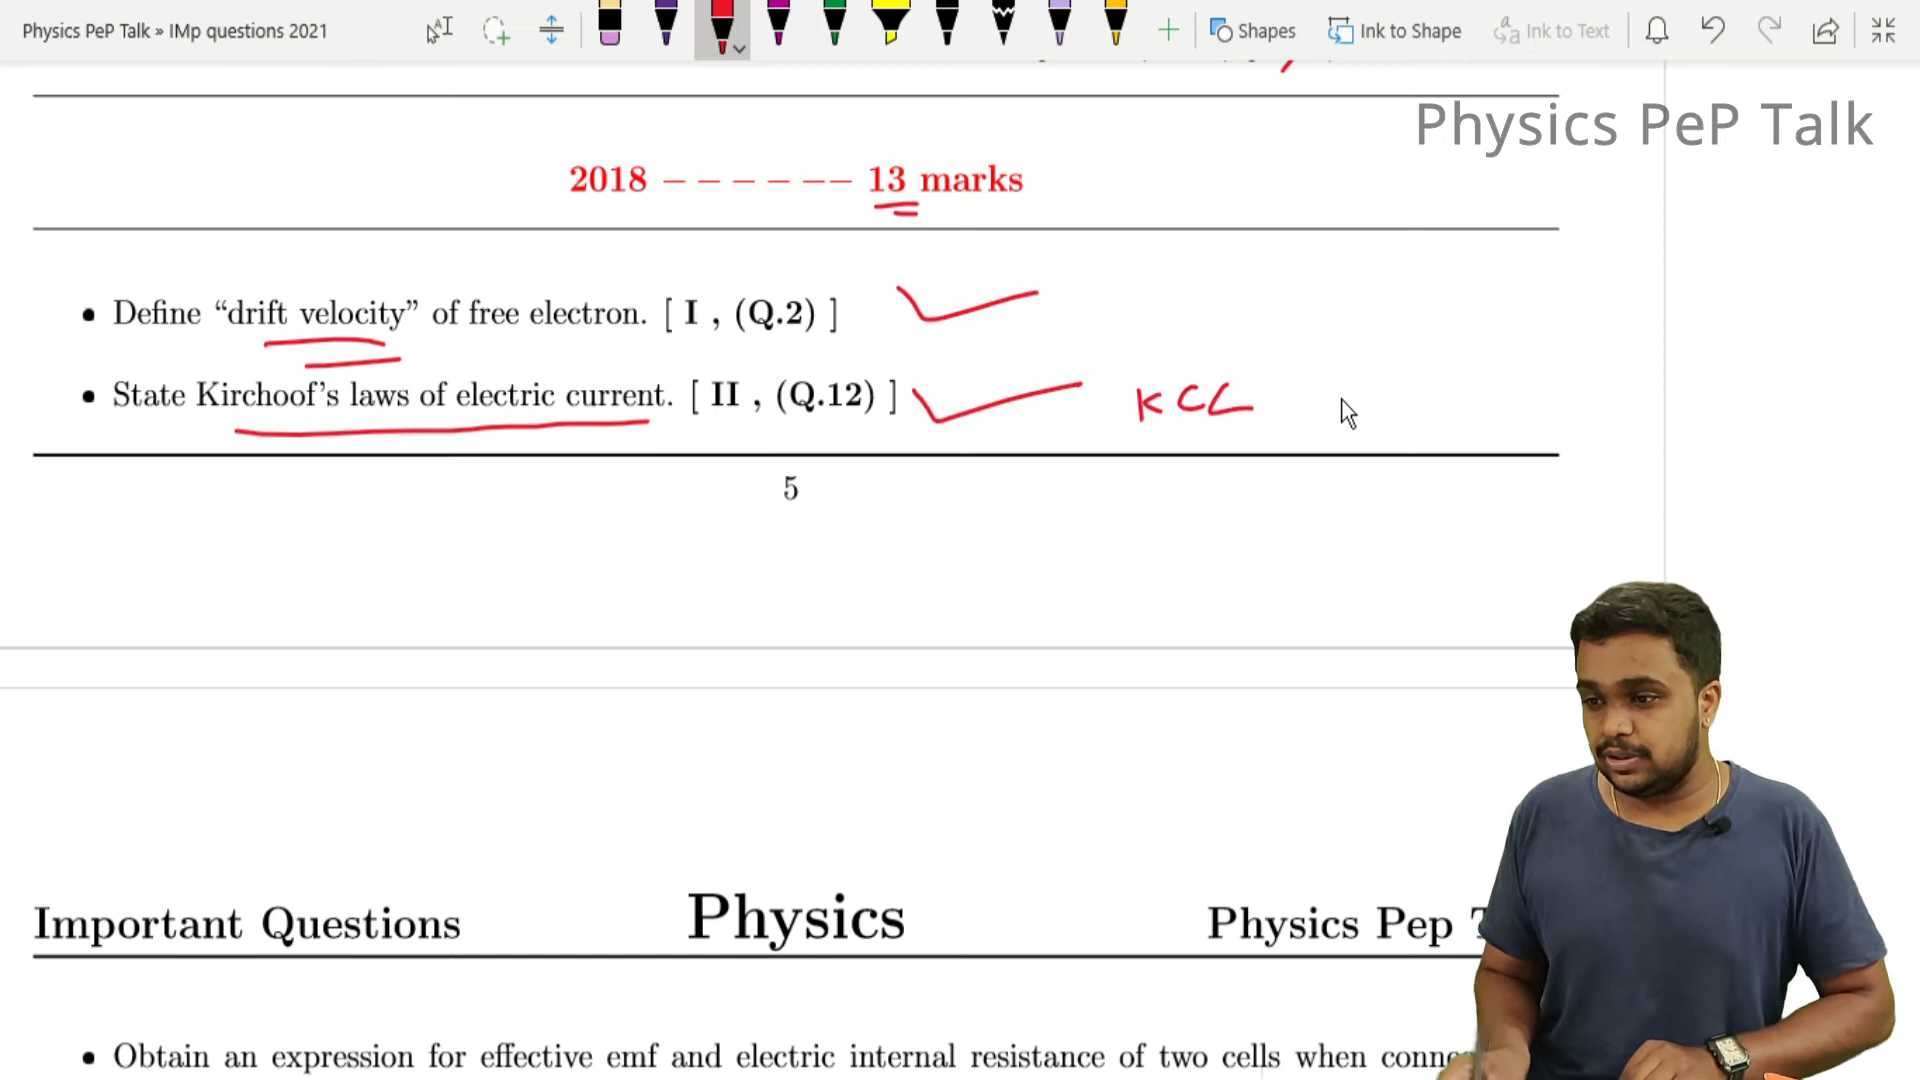 Physics PeP Talk » IMp questions 2021
Shapes
Ink to Shape
Ink to Text
Physics PeP Talk
2018 − − − − − −− 13 marks
• Define “drift velocity” of free electron. [ I , (Q.2) ]
• State Kirchoof’s laws of electric current. [ II , (Q.12) ] KCL
5
Important Questions Physics Physics Pep
• Obtain an expression for effective emf and electric internal resistance of two cells when